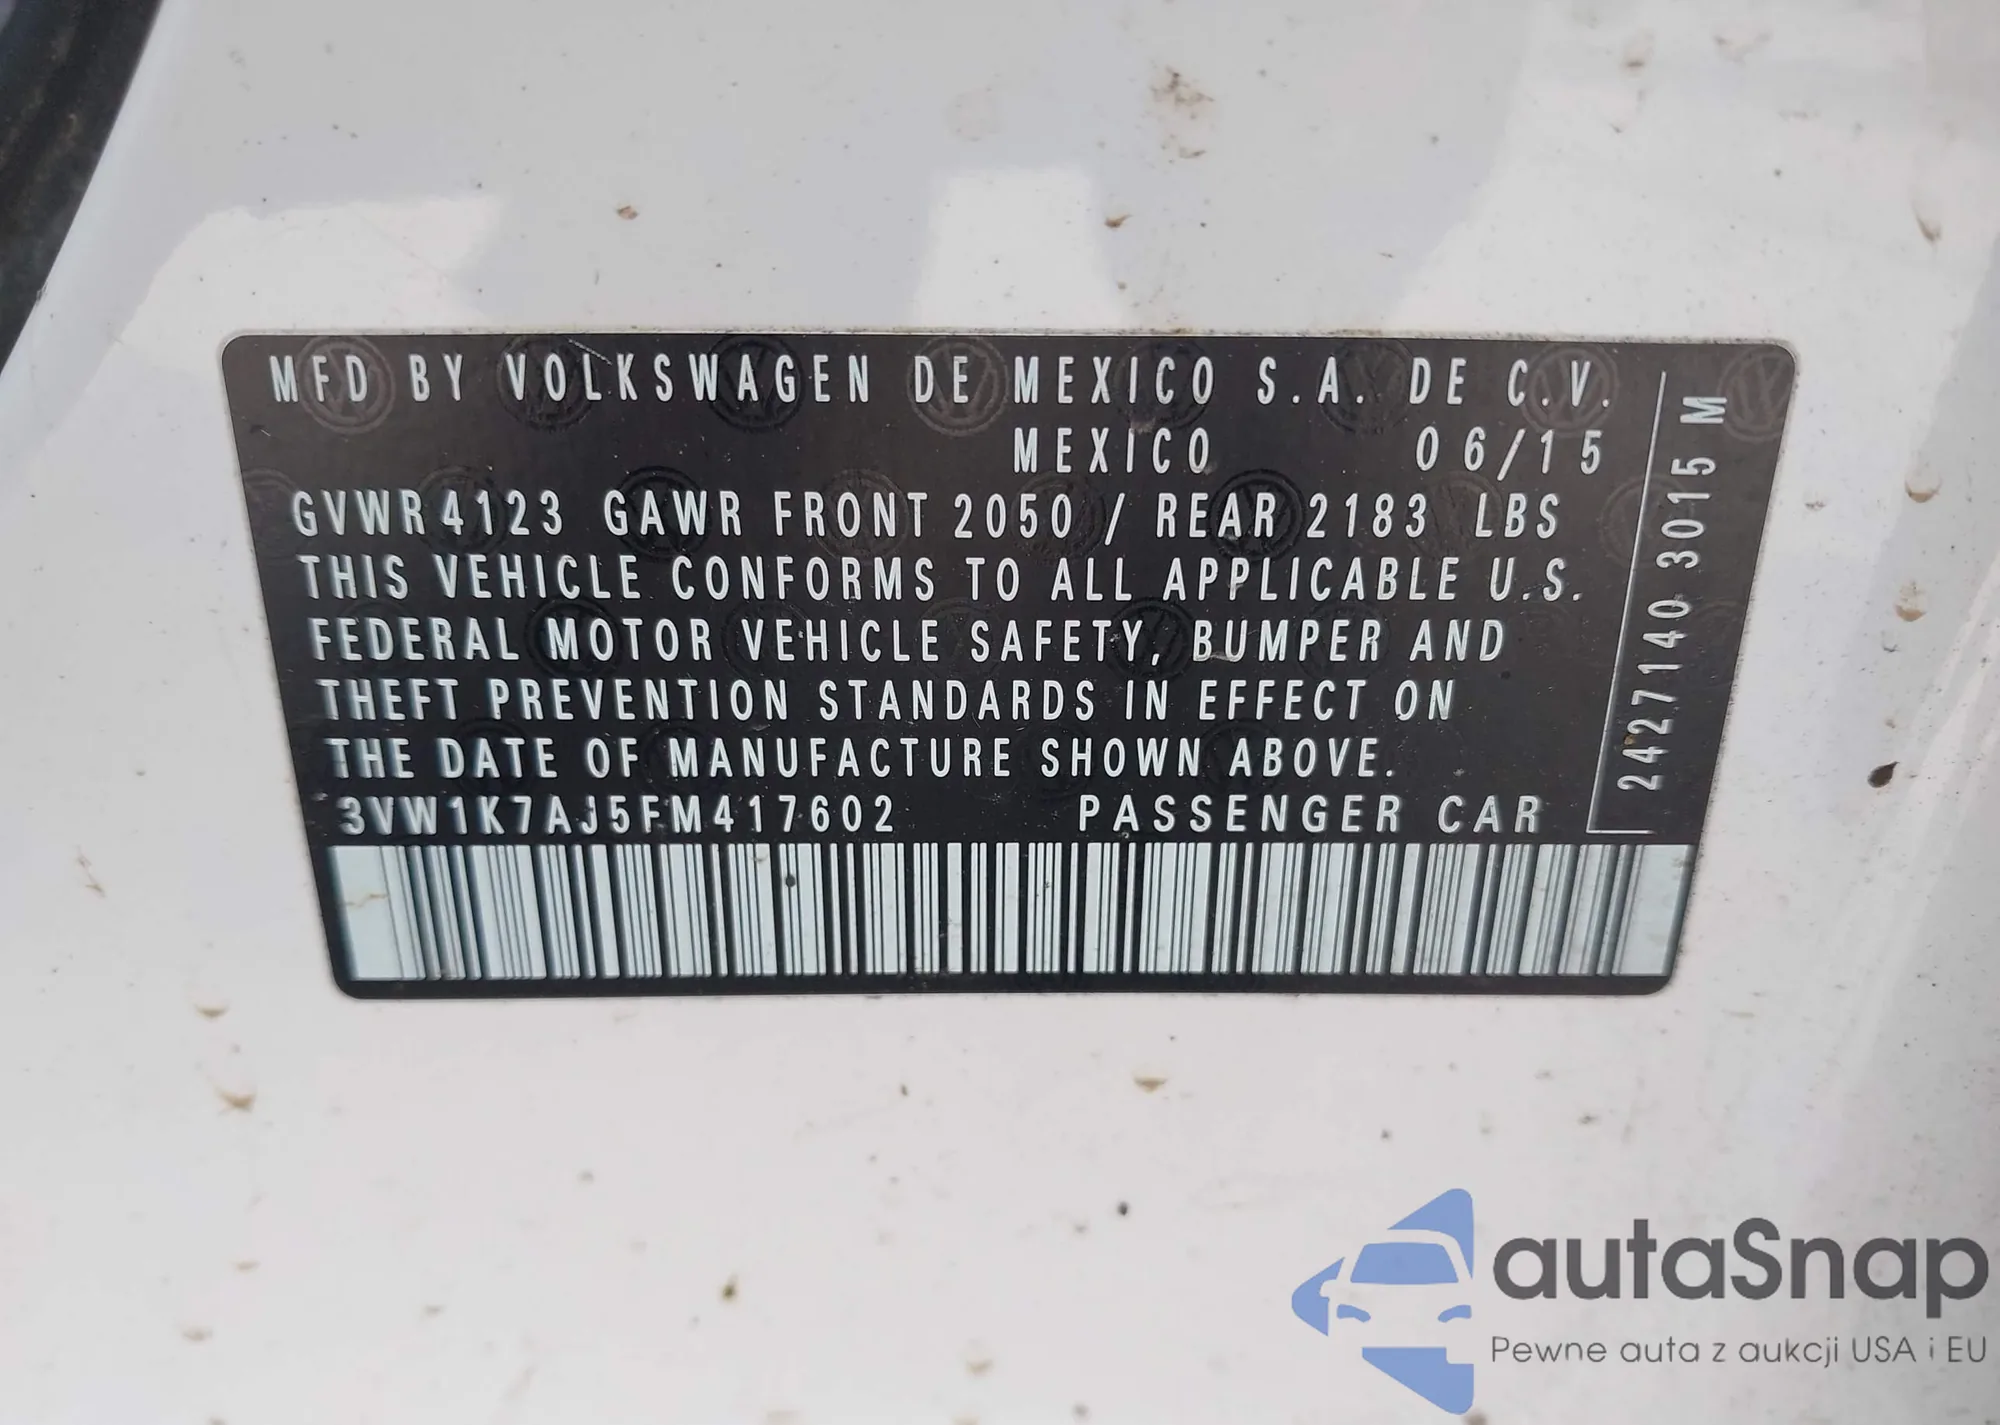 MFD BY VOLKSWAGEN DE MEXICO S.A. DE C.V.
MEXICO 06/15
GVWR 4123 GAWR FRONT 2050 / REAR 2183 LBS
THIS VEHICLE CONFORMS TO ALL APPLICABLE U.S.
FEDERAL MOTOR VEHICLE SAFETY, BUMPER AND
THEFT PREVENTION STANDARDS IN EFFECT ON
THE DATE OF MANUFACTURE SHOWN ABOVE.
3VW1K7AJ5FM417602 PASSENGER CAR
2427140 3015 M
autaSnap
Pewne auta z aukcji USA i EU